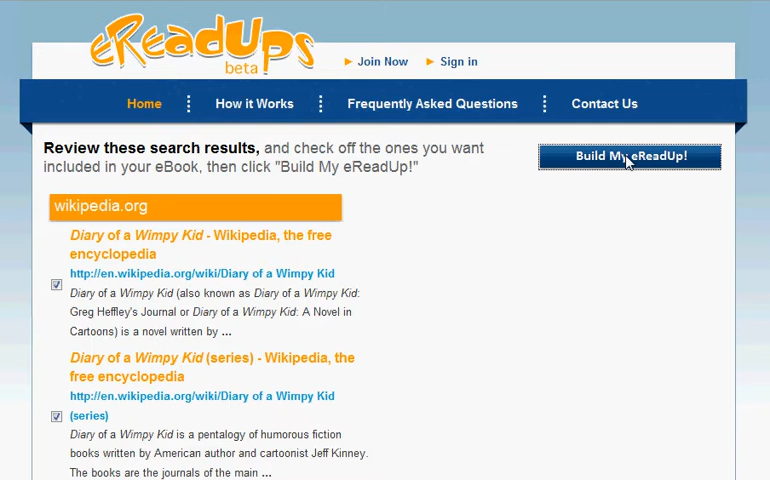 eReadUps
beta
Join Now
Sign in
Home
How it Works
Frequently Asked Questions
Contact Us
Review these search results, and check off the ones you want
included in your eBook, then click "Build My eReadUp!"
Build My eReadUp!
wikipedia.org
Diary of a Wimpy Kid - Wikipedia, the free
encyclopedia
http://en.wikipedia.org/wiki/Diary of a Wimpy Kid
Diary of a Wimpy Kid (also known as Diary of a Wimpy Kid:
Greg Heffley's Journal or Diary of a Wimpy Kid: A Novel in
Cartoons) is a novel written by ...
Diary of a Wimpy Kid (series) - Wikipedia, the
free encyclopedia
http://en.wikipedia.org/wiki/Diary of a Wimpy Kid
(series)
Diary of a Wimpy Kid is a pentalogy of humorous fiction
books written by American author and cartoonist Jeff Kinney.
The books are the journals of the main ...